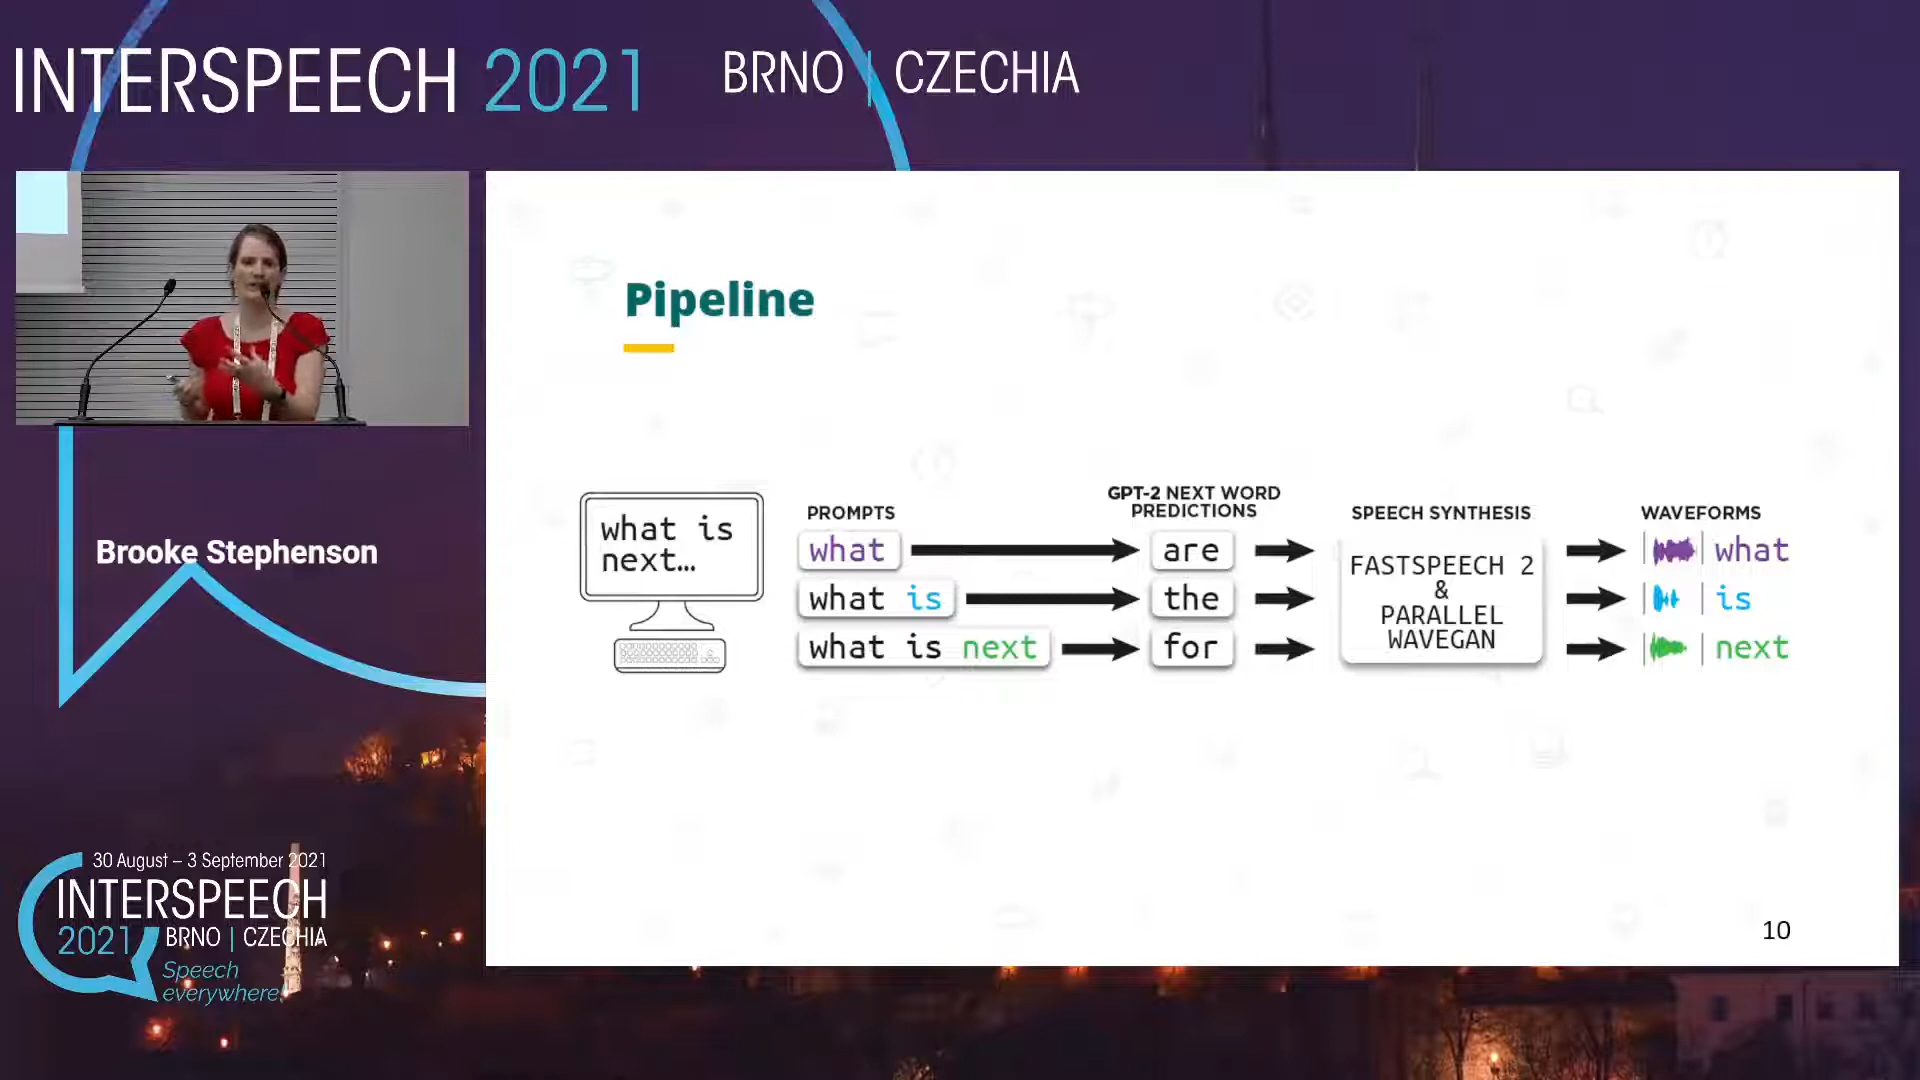 INTERSPEECH 2021
BRNO | CZECHIA
Pipeline
what is
next...
PROMPTS
what
what is
what is next
GPT-2 NEXT WORD
PREDICTIONS
are
the
for
SPEECH SYNTHESIS
FASTSPEECH 2
&
PARALLEL
WAVEGAN
WAVEFORMS
what
is
next
10
Brooke Stephenson
30 August – 3 September 2021
INTERSPEECH
2021 BRNO | CZECHIA
Speech
everywhere!